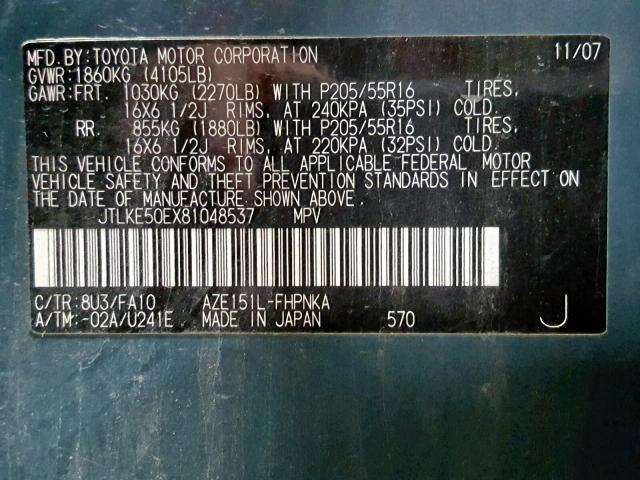 MFD.BY:TOYOTA MOTOR CORPORATION 11/07
GVWR:1860KG (4105LB)
GAWR:FRT. 1030KG (2270LB) WITH P205/55R16 TIRES,
16X6 1/2J RIMS, AT 240KPA (35PSI) COLD.
RR. 855KG (1880LB) WITH P205/55R16 TIRES,
16X6 1/2J RIMS, AT 220KPA (32PSI) COLD.
THIS VEHICLE CONFORMS TO ALL APPLICABLE FEDERAL MOTOR
VEHICLE SAFETY AND THEFT PREVENTION STANDARDS IN EFFECT ON
THE DATE OF MANUFACTURE SHOWN ABOVE.
JTLKE50EX81048537 MPV
C/TR:8U3/FA10 AZE151L-FHPNKA
A/TM:-02A/U241E MADE IN JAPAN 570 J